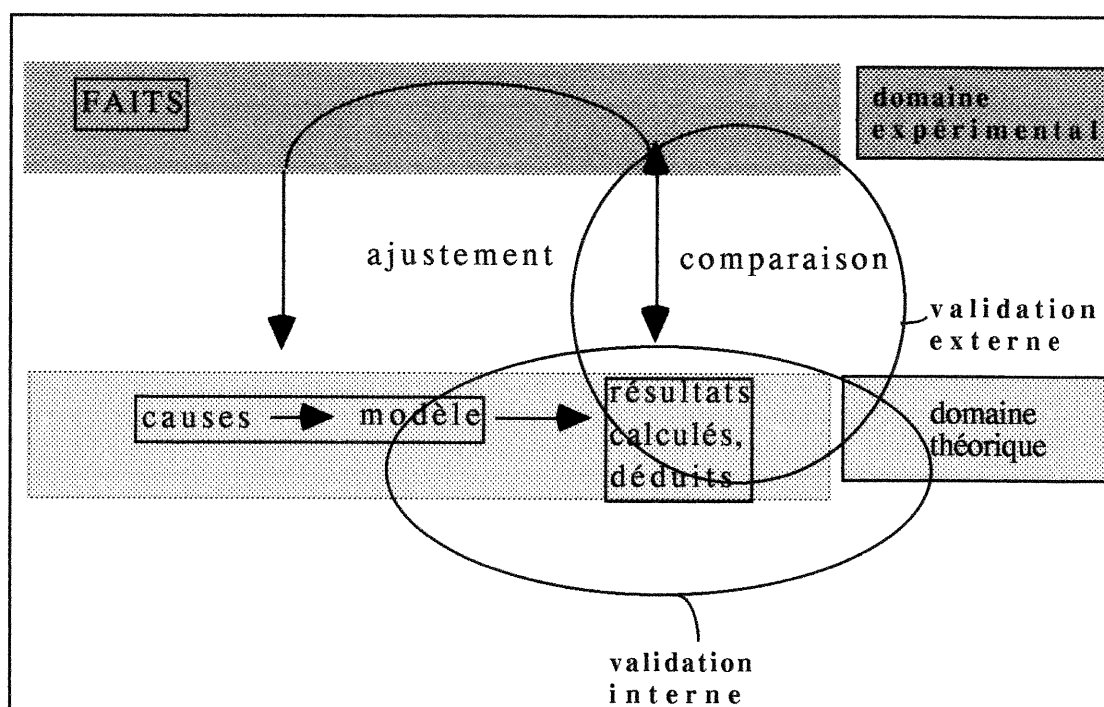 FAITS
domaine
expérimental
ajustement
comparaison
validation
externe
causes
modèle
résultats
calculés,
déduits
domaine
théorique
validation
interne